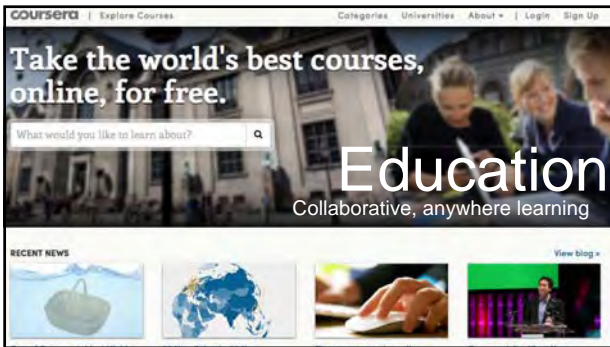 coursera | Explore Courses Categories Universities About | Login Sign Up
Take the world's best courses,
online, for free.
What would you like to learn about?
Education
Collaborative, anywhere learning
RECENT NEWS View blog »